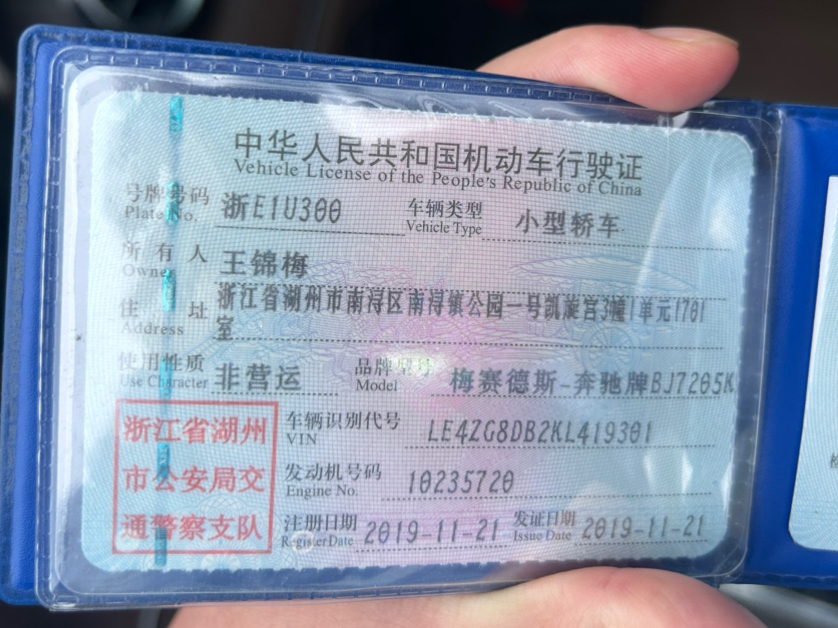 中华人民共和国机动车行驶证
Vehicle License of the People's Republic of China
号牌号码 浙E1U300 车辆类型 小型轿车
Plate No. Vehicle Type
所有人 王锦梅
Owner
住址 浙江省湖州市南浔区南浔镇公园一号凯旋宫3幢1单元1701
Address 室
使用性质 非营运 品牌型号 梅赛德斯-奔驰牌BJ7205K
Use Character Model
浙江省湖州 车辆识别代号 LE4ZG8DB2KL419301
VIN
市公安局交 发动机号码 10235720
Engine No.
通警察支队 注册日期 2019-11-21 发证日期 2019-11-21
Register Date Issue Date